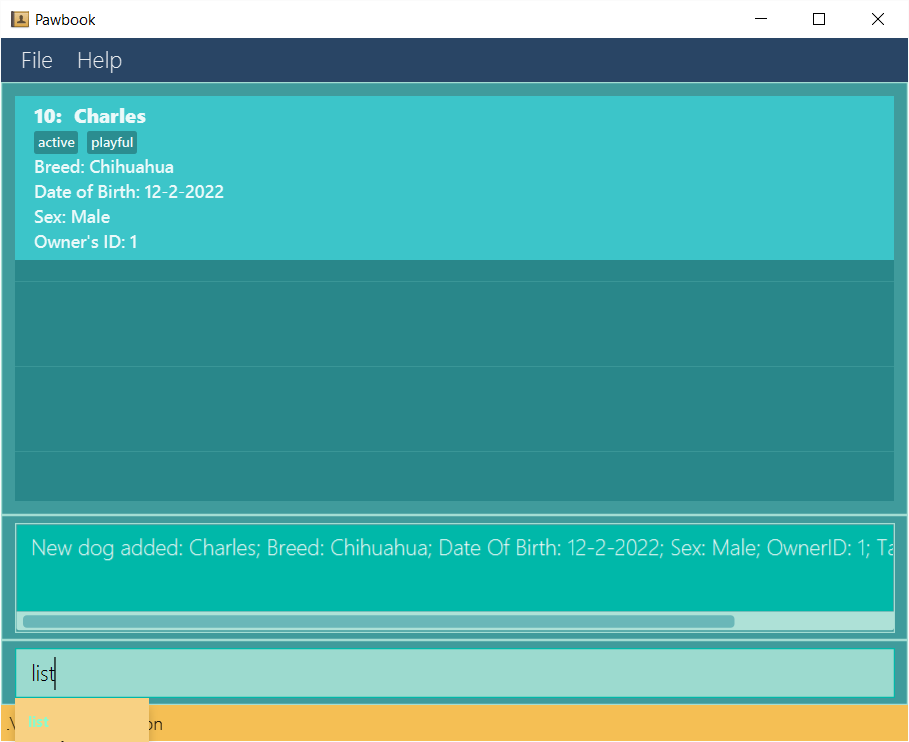 Pawbook
File Help
10: Charles
active playful
Breed: Chihuahua
Date of Birth: 12-2-2022
Sex: Male
Owner's ID: 1
New dog added: Charles; Breed: Chihuahua; Date Of Birth: 12-2-2022; Sex: Male; OwnerID: 1; Ta
list
list
.\ on